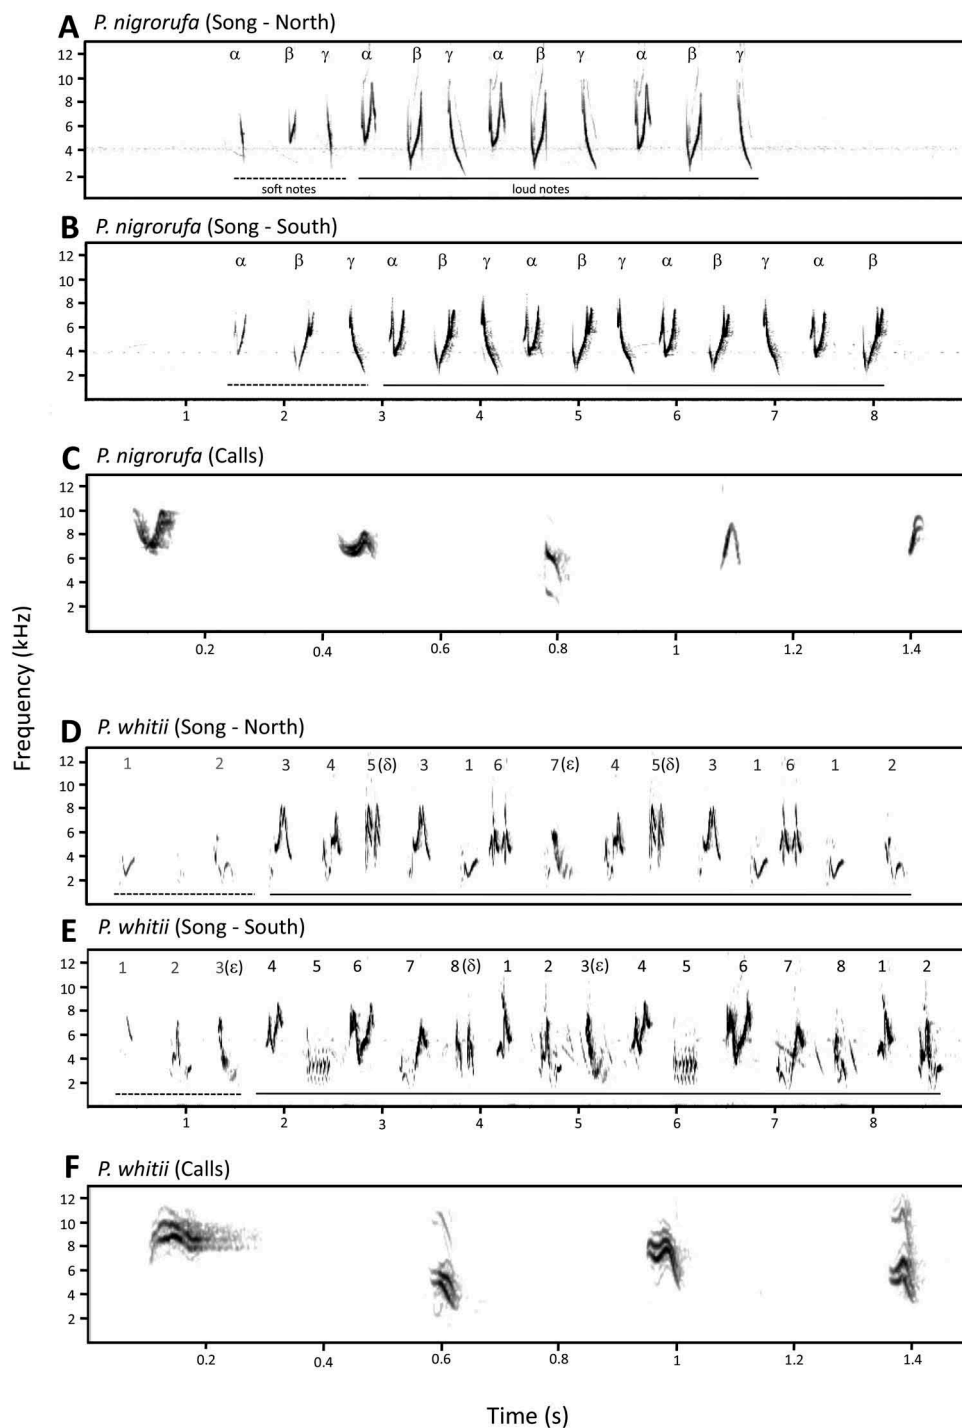 A P. nigrorufa (Song - North)
α β γ α β γ α β γ α β γ
12
10
8
6
4
2
soft notes loud notes
B P. nigrorufa (Song - South)
α β γ α β γ α β γ α β γ α β
12
10
8
6
4
2
1 2 3 4 5 6 7 8
C P. nigrorufa (Calls)
12
10
8
6
4
2
0.2 0.4 0.6 0.8 1 1.2 1.4
Frequency (kHz)
D P. whitii (Song - North)
1 2 3 4 5(δ) 3 1 6 7(ε) 4 5(δ) 3 1 6 1 2
12
10
8
6
4
2
E P. whitii (Song - South)
1 2 3(ε) 4 5 6 7 8(δ) 1 2 3(ε) 4 5 6 7 8 1 2
12
10
8
6
4
2
1 2 3 4 5 6 7 8
F P. whitii (Calls)
12
10
8
6
4
2
0.2 0.4 0.6 0.8 1 1.2 1.4
Time (s)